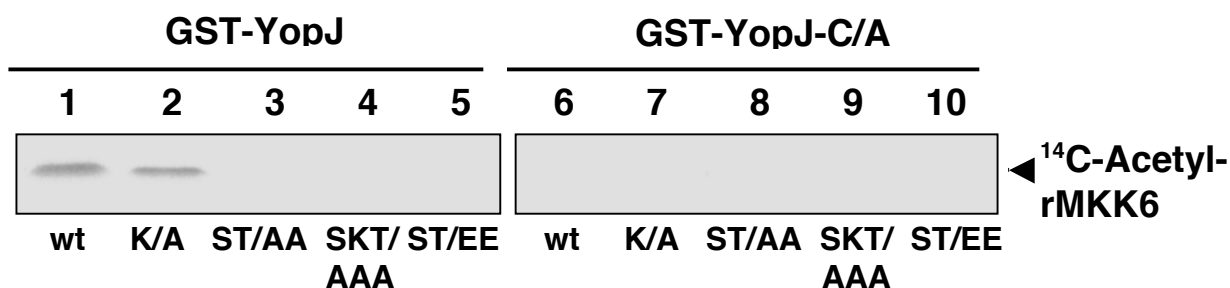 GST-YopJ GST-YopJ-C/A
1 2 3 4 5 6 7 8 9 10
14C-Acetyl-
rMKK6
wt K/A ST/AA SKT/ ST/EE wt K/A ST/AA SKT/ ST/EE
AAA AAA